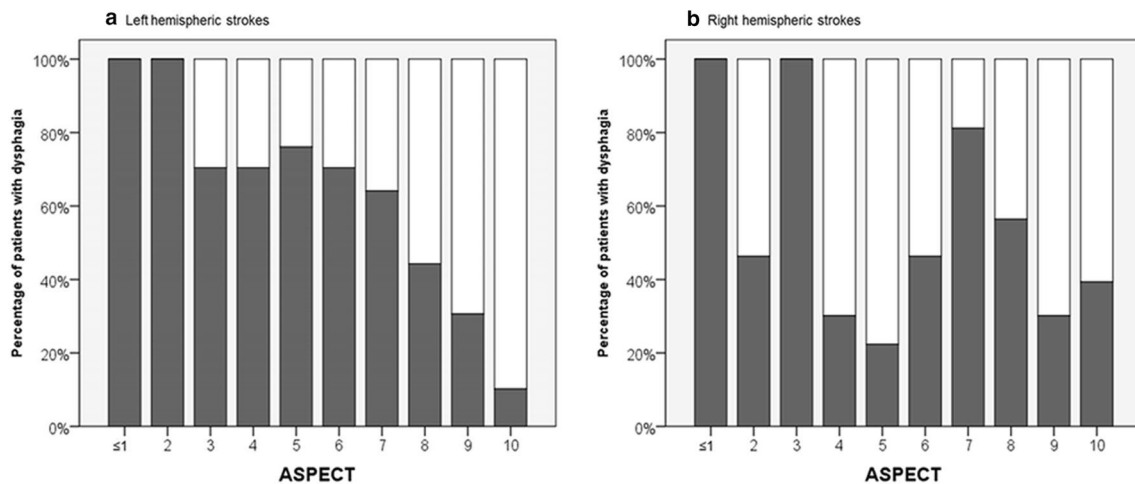 a Left hemispheric strokes
Percentage of patients with dysphagia
100%
80%
60%
40%
20%
0%
≤1 2 3 4 5 6 7 8 9 10
ASPECT
b Right hemispheric strokes
Percentage of patients with dysphagia
100%
80%
60%
40%
20%
0%
≤1 2 3 4 5 6 7 8 9 10
ASPECT